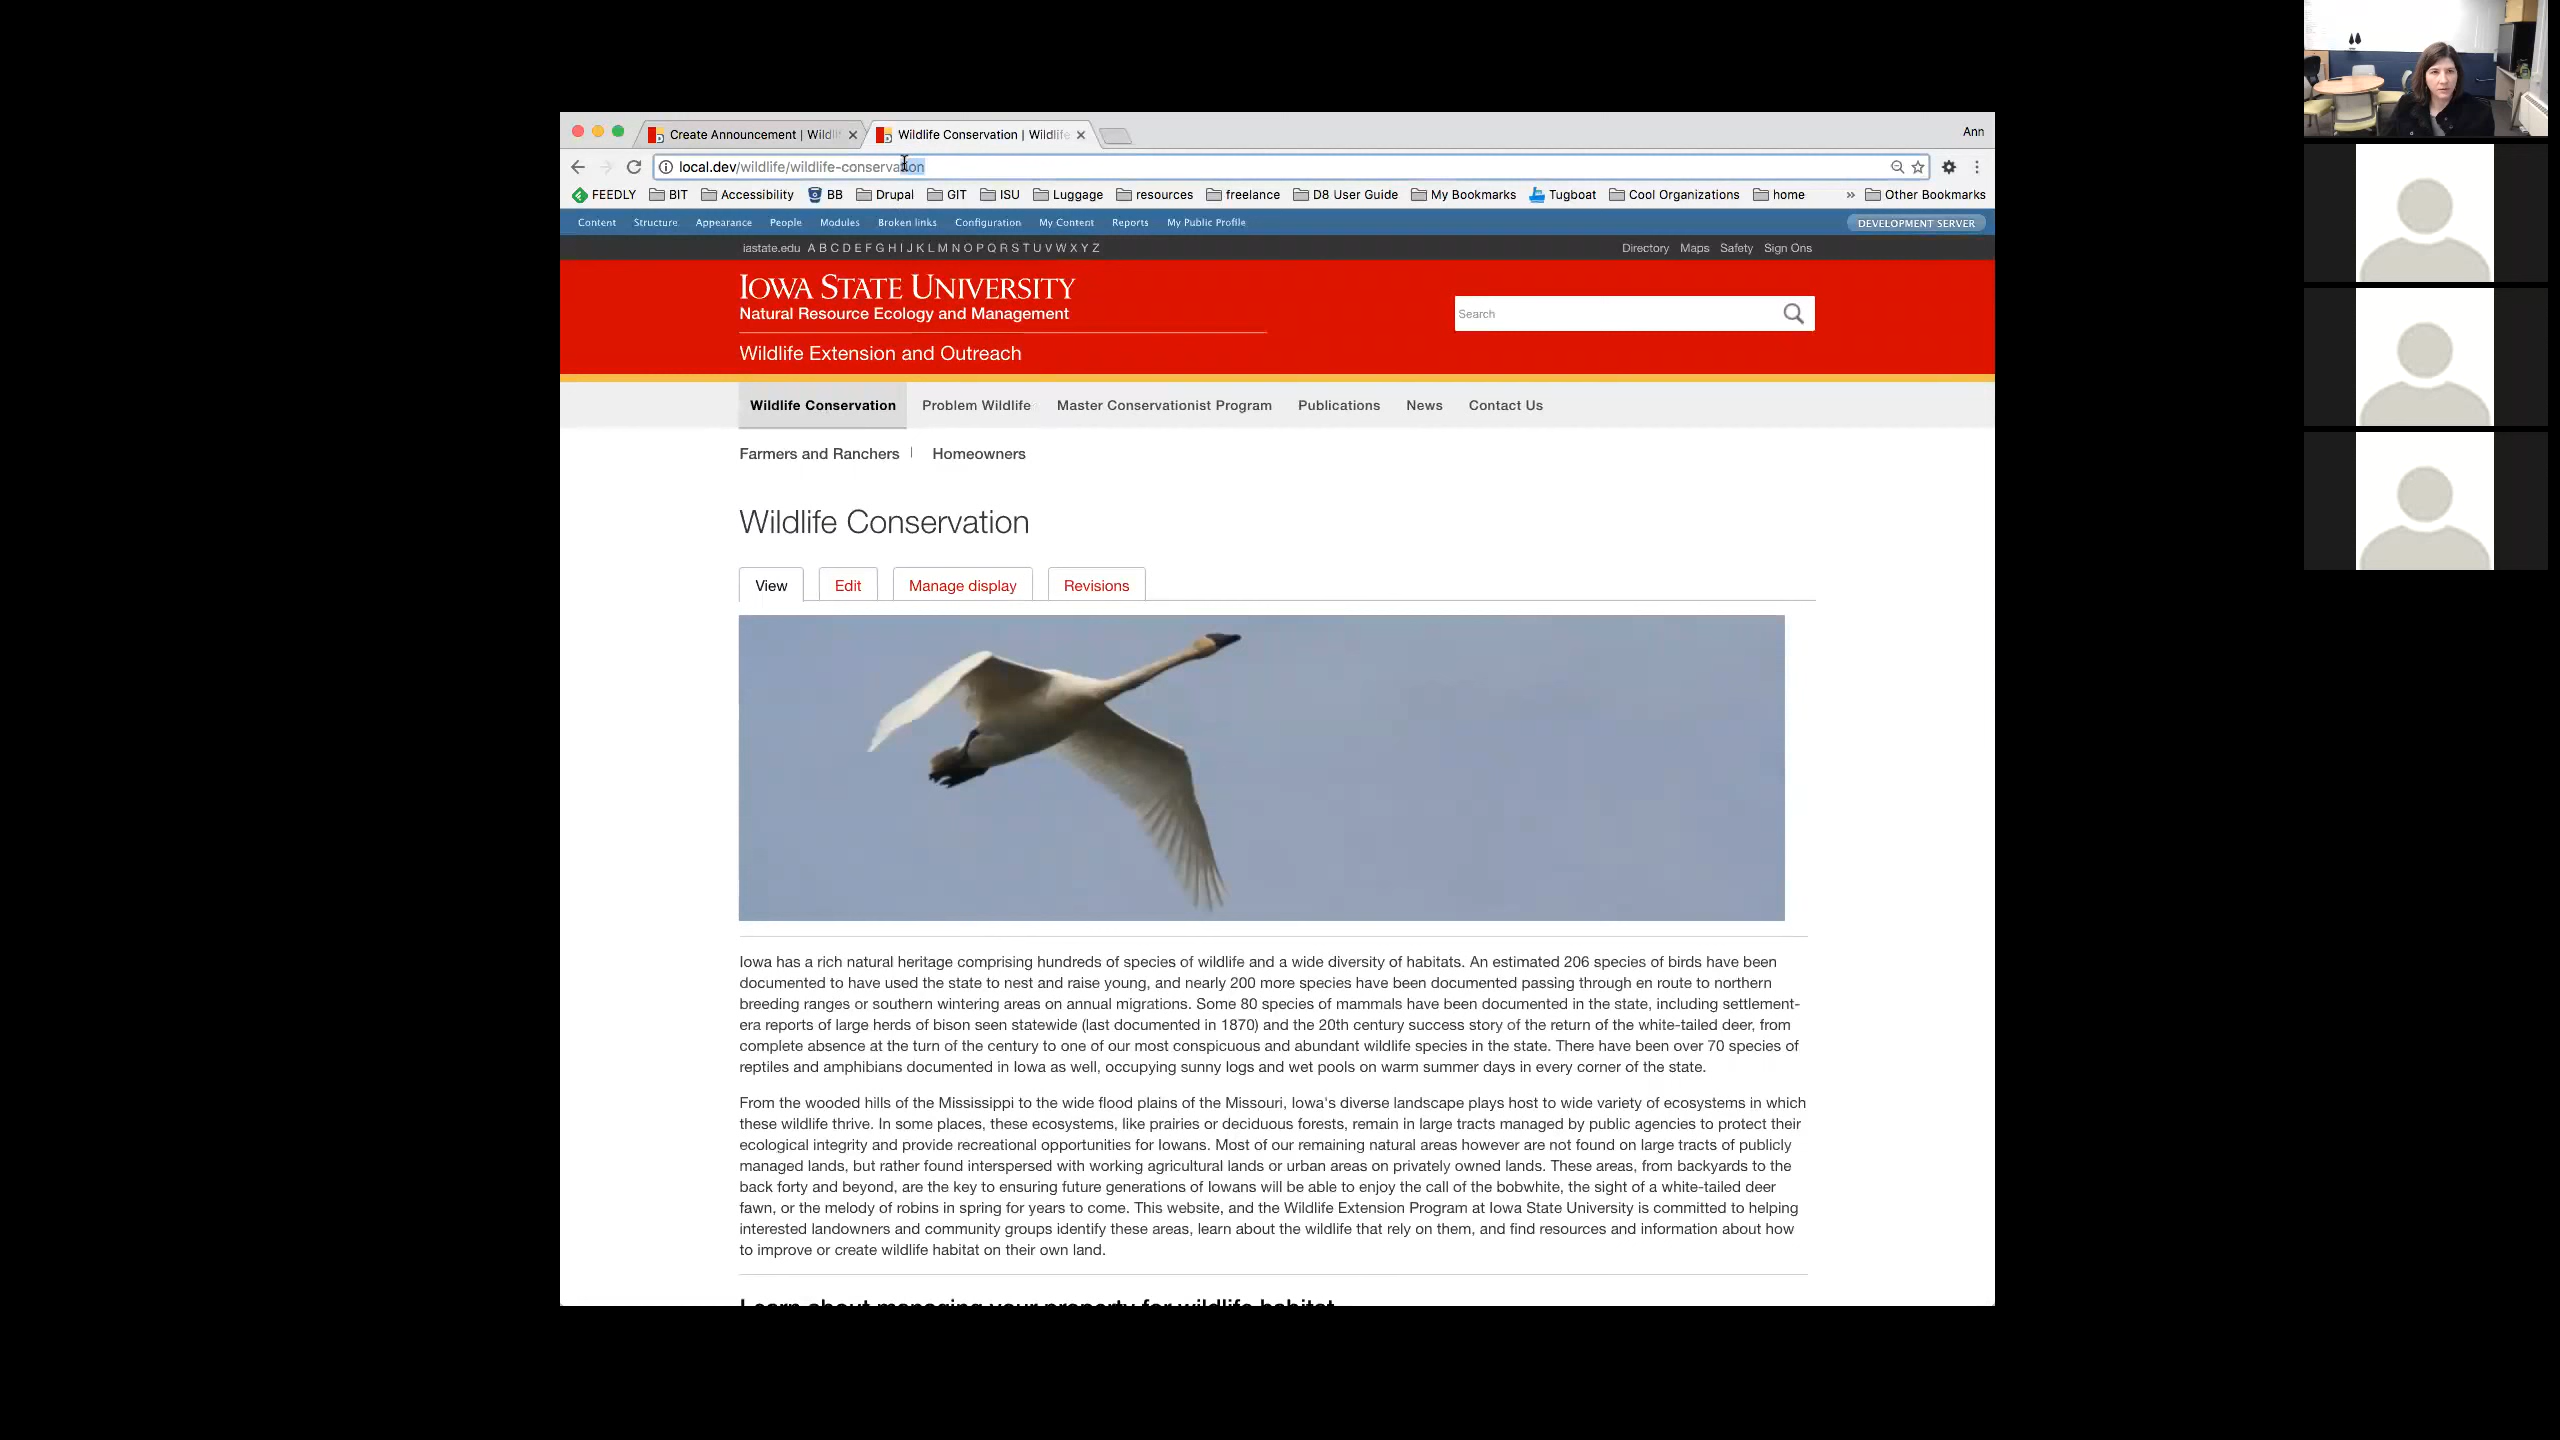 Create Announcement | Wildli
Wildlife Conservation | Wildlife
Ann
local.dev/wildlife/wildlife-conservation
FEEDLY BIT Accessibility BB Drupal GIT ISU Luggage resources freelance D8 User Guide My Bookmarks Tugboat Cool Organizations home » Other Bookmarks
Content Structure Appearance People Modules Broken links Configuration My Content Reports My Public Profile DEVELOPMENT SERVER
iastate.edu A B C D E F G H I J K L M N O P Q R S T U V W X Y Z Directory Maps Safety Sign Ons
IOWA STATE UNIVERSITY
Natural Resource Ecology and Management
Search
Wildlife Extension and Outreach
Wildlife Conservation Problem Wildlife Master Conservationist Program Publications News Contact Us
Farmers and Ranchers | Homeowners
Wildlife Conservation
View Edit Manage display Revisions
Iowa has a rich natural heritage comprising hundreds of species of wildlife and a wide diversity of habitats. An estimated 206 species of birds have been
documented to have used the state to nest and raise young, and nearly 200 more species have been documented passing through en route to northern
breeding ranges or southern wintering areas on annual migrations. Some 80 species of mammals have been documented in the state, including settlement-
era reports of large herds of bison seen statewide (last documented in 1870) and the 20th century success story of the return of the white-tailed deer, from
complete absence at the turn of the century to one of our most conspicuous and abundant wildlife species in the state. There have been over 70 species of
reptiles and amphibians documented in Iowa as well, occupying sunny logs and wet pools on warm summer days in every corner of the state.
From the wooded hills of the Mississippi to the wide flood plains of the Missouri, Iowa's diverse landscape plays host to wide variety of ecosystems in which
these wildlife thrive. In some places, these ecosystems, like prairies or deciduous forests, remain in large tracts managed by public agencies to protect their
ecological integrity and provide recreational opportunities for Iowans. Most of our remaining natural areas however are not found on large tracts of publicly
managed lands, but rather found interspersed with working agricultural lands or urban areas on privately owned lands. These areas, from backyards to the
back forty and beyond, are the key to ensuring future generations of Iowans will be able to enjoy the call of the bobwhite, the sight of a white-tailed deer
fawn, or the melody of robins in spring for years to come. This website, and the Wildlife Extension Program at Iowa State University is committed to helping
interested landowners and community groups identify these areas, learn about the wildlife that rely on them, and find resources and information about how
to improve or create wildlife habitat on their own land.
Learn about managing your property for wildlife habitat